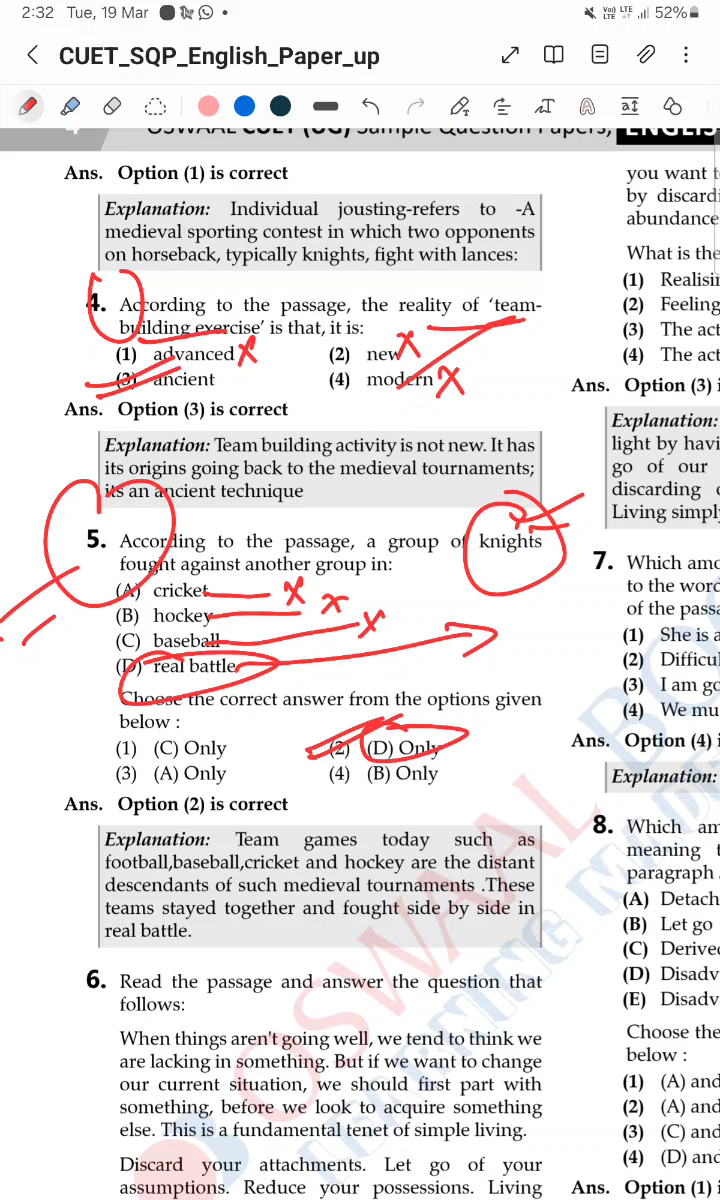 2:32 Tue, 19 Mar
Vo) LTE
LTE 52%
CUET_SQP_English_Paper_up
OSWAAL CUET (UG) Sample Question Papers,
Ans. Option (1) is correct
Explanation: Individual jousting-refers to -A
medieval sporting contest in which two opponents
on horseback, typically knights, fight with lances:
4. According to the passage, the reality of ‘team-
building exercise’ is that, it is:
(1) advanced (2) new
(3) ancient (4) modern
Ans. Option (3) is correct
Explanation: Team building activity is not new. It has
its origins going back to the medieval tournaments;
its an ancient technique
5. According to the passage, a group of knights
fought against another group in:
(A) cricket
(B) hockey
(C) baseball
(D) real battle
Choose the correct answer from the options given
below :
(1) (C) Only (2) (D) Only
(3) (A) Only (4) (B) Only
Ans. Option (2) is correct
Explanation: Team games today such as
football,baseball,cricket and hockey are the distant
descendants of such medieval tournaments .These
teams stayed together and fought side by side in
real battle.
6. Read the passage and answer the question that
follows:
When things aren't going well, we tend to think we
are lacking in something. But if we want to change
our current situation, we should first part with
something, before we look to acquire something
else. This is a fundamental tenet of simple living.
Discard your attachments. Let go of your
assumptions. Reduce your possessions. Living
you want
by discardi
abundance
What is the
(1) Realisin
(2) Feeling
(3) The act
(4) The act
Ans. Option (3) i
Explanation:
light by havi
go of our
discarding
Living simply
7. Which amo
to the word
of the passa
(1) She is a
(2) Difficul
(3) I am go
(4) We mu
Ans. Option (4) i
Explanation:
8. Which am
meaning t
paragraph
(A) Detach
(B) Let go
(C) Derive
(D) Disadv
(E) Disadv
Choose the
below :
(1) (A) and
(2) (A) and
(3) (C) and
(4) (D) and
Ans. Option (1) i